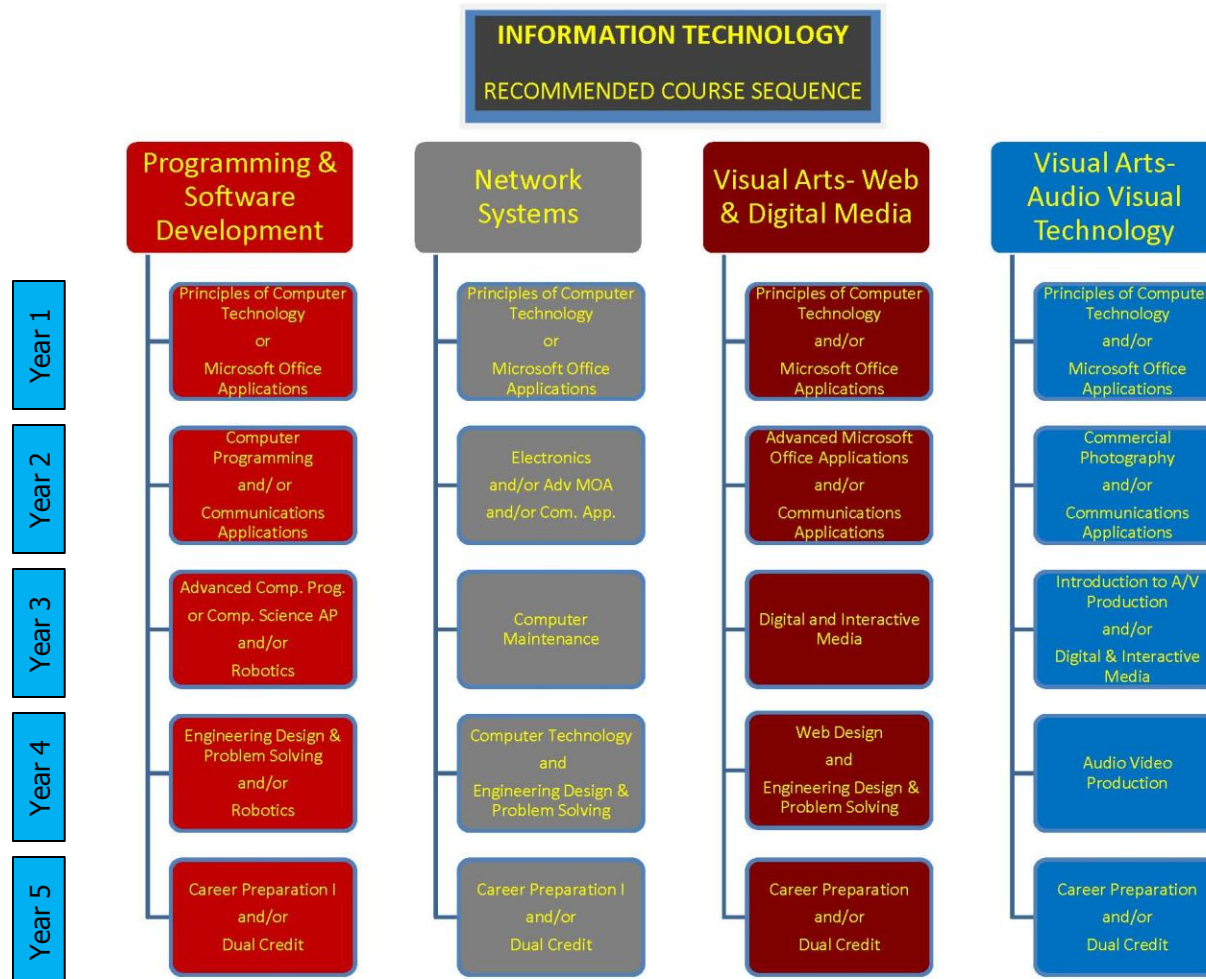 INFORMATION TECHNOLOGY
RECOMMENDED COURSE SEQUENCE
Programming &
Software
Development
Network
Systems
Visual Arts- Web
& Digital Media
Visual Arts-
Audio Visual
Technology
Year 1
Principles of Computer
Technology
or
Microsoft Office
Applications
Principles of Computer
Technology
or
Microsoft Office
Applications
Principles of Computer
Technology
and/or
Microsoft Office
Applications
Principles of Compute
Technology
and/or
Microsoft Office
Applications
Year 2
Computer
Programming
and/ or
Communications
Applications
Electronics
and/or Adv MOA
and/or Com. App.
Advanced Microsoft
Office Applications
and/or
Communications
Applications
Commercial
Photography
and/or
Communications
Applications
Year 3
Advanced Comp. Prog.
or Comp. Science AP
and/or
Robotics
Computer
Maintenance
Digital and Interactive
Media
Introduction to A/V
Production
and/or
Digital & Interactive
Media
Year 4
Engineering Design &
Problem Solving
and/or
Robotics
Computer Technology
and
Engineering Design &
Problem Solving
Web Design
and
Engineering Design &
Problem Solving
Audio Video
Production
Year 5
Career Preparation I
and/or
Dual Credit
Career Preparation I
and/or
Dual Credit
Career Preparation
and/or
Dual Credit
Career Preparation
and/or
Dual Credit